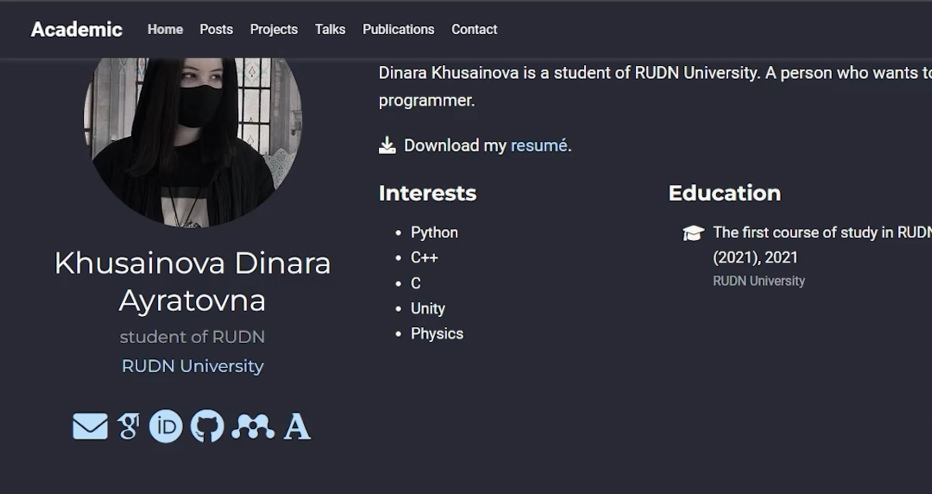 Academic Home Posts Projects Talks Publications Contact
Dinara Khusainova is a student of RUDN University. A person who wants to
programmer.
Download my resumé.
Interests
Python
C++
C
Unity
Physics
Education
The first course of study in RUDN
(2021), 2021
RUDN University
Khusainova Dinara
Ayratovna
student of RUDN
RUDN University
iD
A